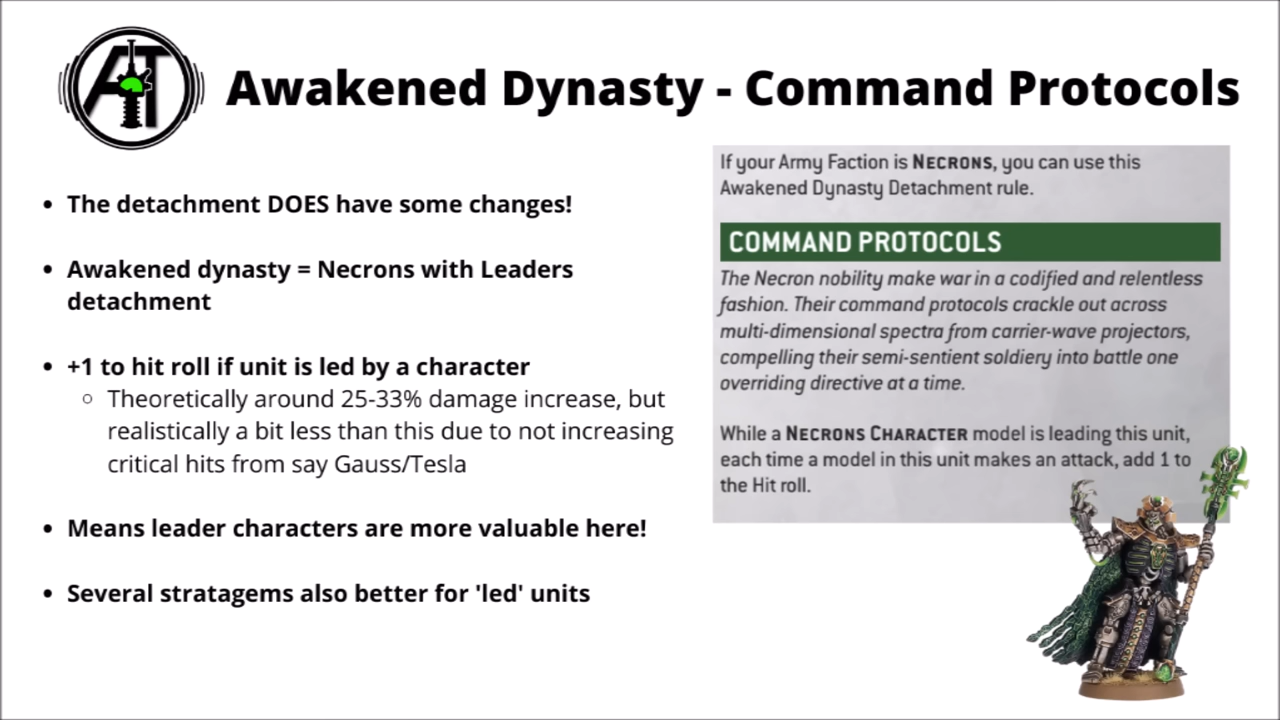 AT
Awakened Dynasty - Command Protocols
• The detachment DOES have some changes!
• Awakened dynasty = Necrons with Leaders
detachment
• +1 to hit roll if unit is led by a character
○ Theoretically around 25-33% damage increase, but
realistically a bit less than this due to not increasing
critical hits from say Gauss/Tesla
• Means leader characters are more valuable here!
• Several stratagems also better for 'led' units
If your Army Faction is NECRONS, you can use this
Awakened Dynasty Detachment rule.
COMMAND PROTOCOLS
The Necron nobility make war in a codified and relentless
fashion. Their command protocols crackle out across
multi-dimensional spectra from carrier-wave projectors,
compelling their semi-sentient soldiery into battle one
overriding directive at a time.
While a NECRONS CHARACTER model is leading this unit,
each time a model in this unit makes an attack, add 1 to
the Hit roll.